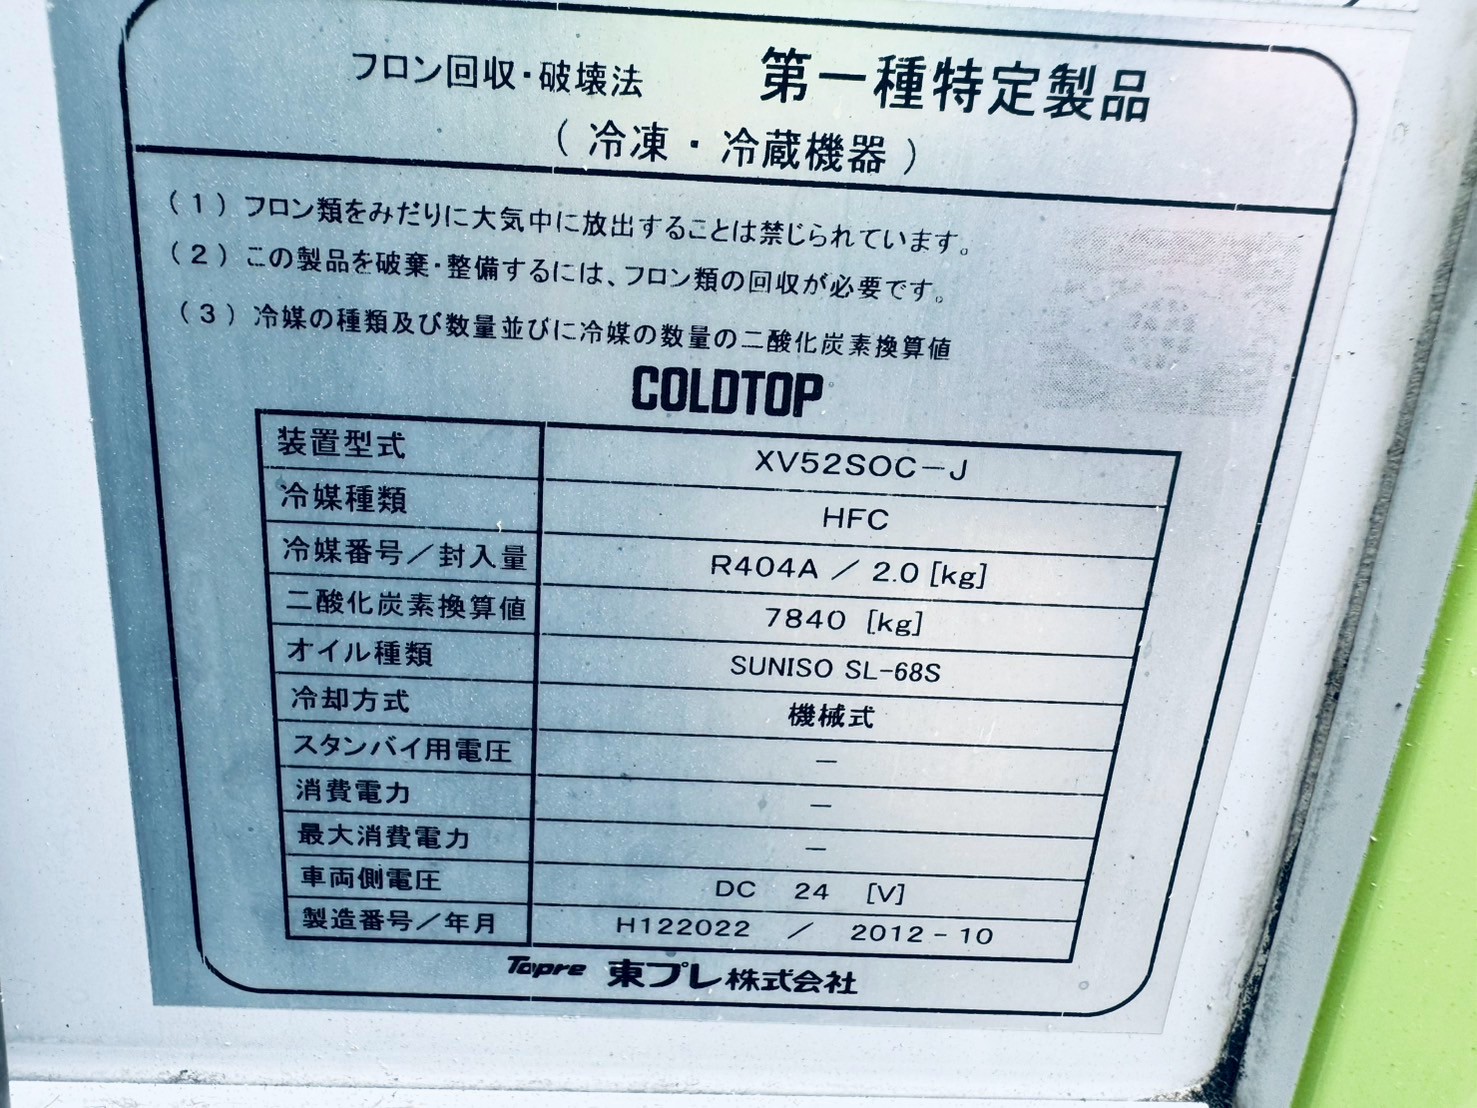 フロン回収・破壊法 第一種特定製品
(冷凍・冷蔵機器)
(1)フロン類をみだりに大気中に放出することは禁じられています。
(2)この製品を破棄・整備するには、フロン類の回収が必要です。
(3)冷媒の種類及び数量並びに冷媒の数量の二酸化炭素換算値
COLDTOP
装置型式 XV52SOC-J
冷媒種類 HFC
冷媒番号/封入量 R404A / 2.0[kg]
二酸化炭素換算値 7840 [kg]
オイル種類 SUNISO SL-68S
冷却方式 機械式
スタンバイ用電圧 -
消費電力 -
最大消費電力 -
車両側電圧 DC 24 [V]
製造番号/年月 H122022 / 2012-10
Topre 東プレ株式会社